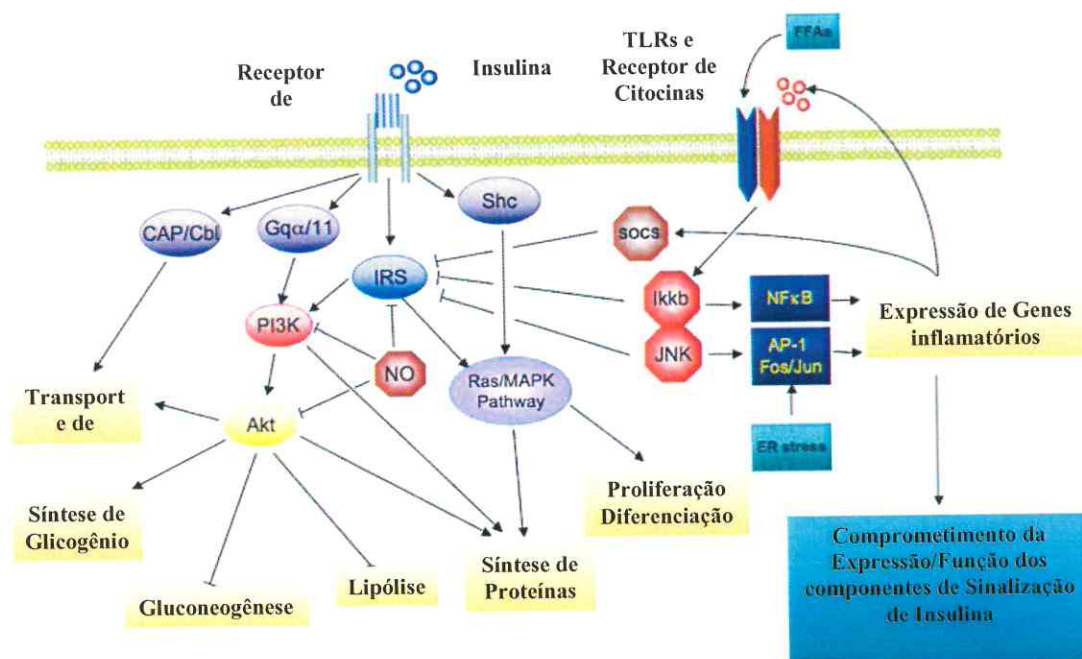 FFAs
TLRs e
Receptor de
Citocinas
Receptor
de
Insulina
Shc
CAP/Cbl
Gqα/11
socs
IRS
Ikkb
NFκB
PI3K
JNK
AP-1
Fos/Jun
Expressão de Genes
inflamatórios
NO
Ras/MAPK
Pathway
Transport
e de
Akt
ER stress
Síntese de
Glicogênio
Proliferação
Diferenciação
Gluconeogênese
Lipólise
Síntese de
Proteínas
Comprometimento da
Expressão/Função dos
componentes de Sinalização
de Insulina